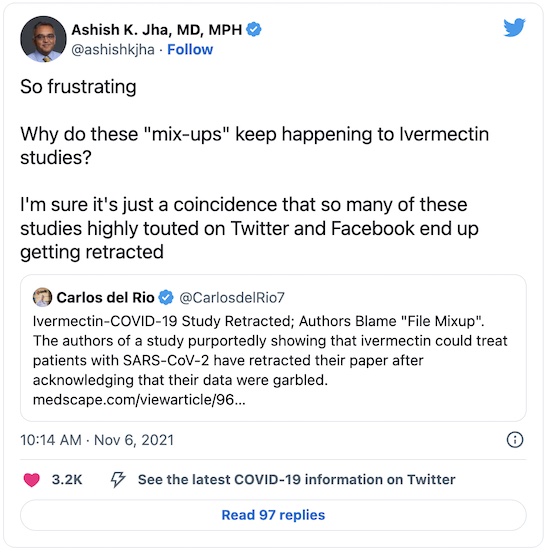 Ashish K. Jha, MD, MPH
@ashishkjha · Follow
So frustrating
Why do these "mix-ups" keep happening to Ivermectin
studies?
I'm sure it's just a coincidence that so many of these
studies highly touted on Twitter and Facebook end up
getting retracted
Carlos del Rio @CarlosdelRio7
Ivermectin-COVID-19 Study Retracted; Authors Blame "File Mixup".
The authors of a study purportedly showing that ivermectin could treat
patients with SARS-CoV-2 have retracted their paper after
acknowledging that their data were garbled.
medscape.com/viewarticle/96...
10:14 AM · Nov 6, 2021
3.2K See the latest COVID-19 information on Twitter
Read 97 replies